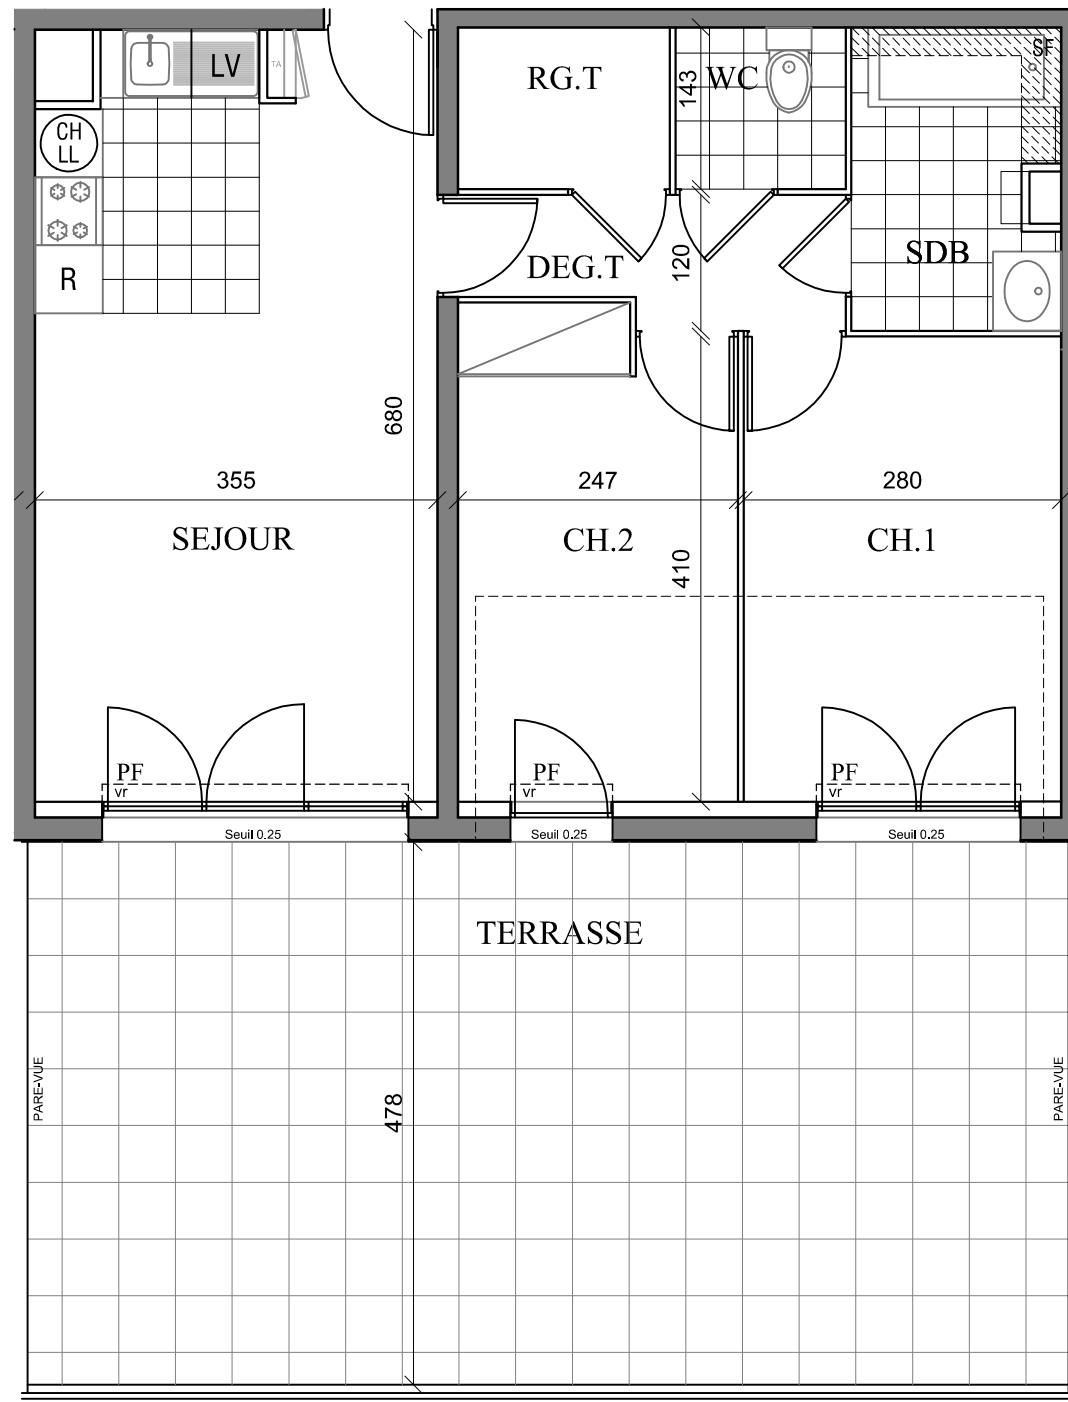 LV
TA
RG.T
143
WC
SF
CH
LL
R
DEG.T
120
SDB
680
355
247
280
SEJOUR
CH.2
CH.1
410
PF
vr
PF
vr
PF
vr
Seuil 0.25
Seuil 0.25
Seuil 0.25
TERRASSE
PARE-VUE
478
PARE-VUE